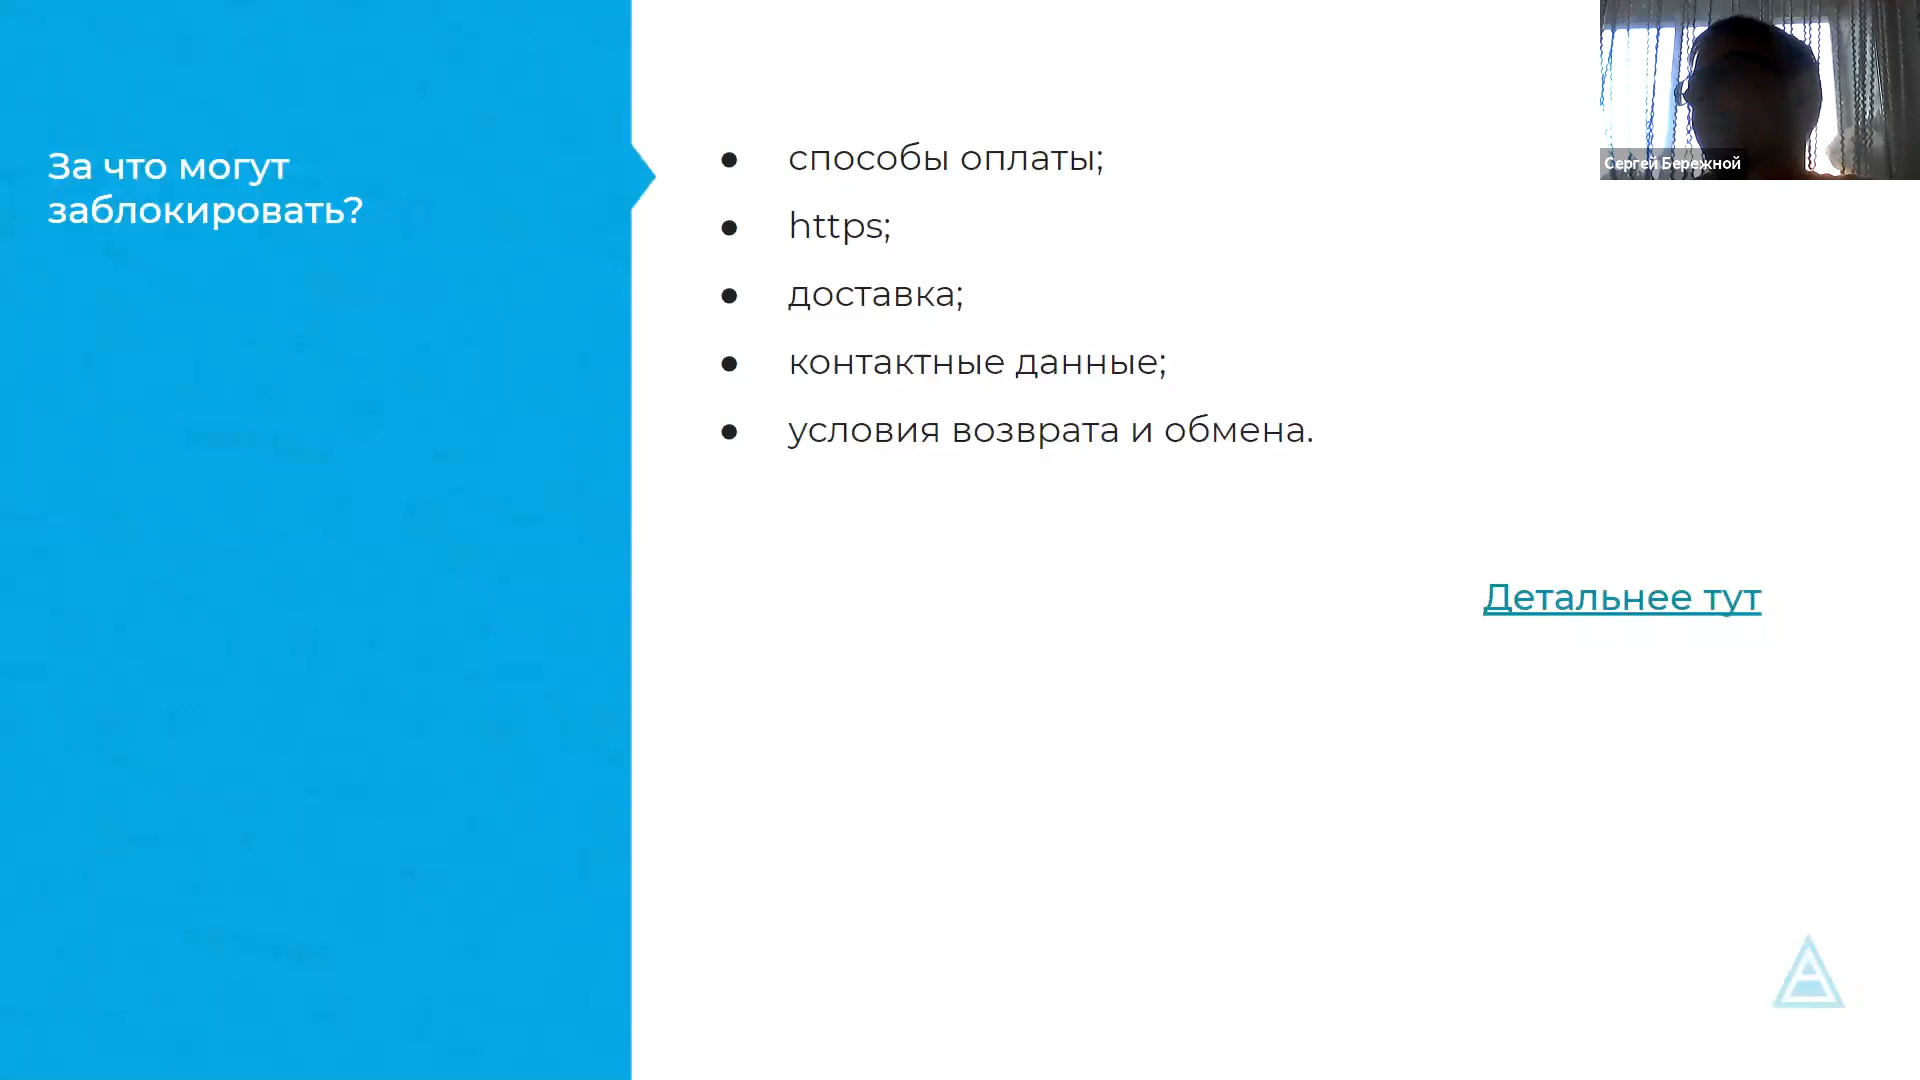 За что могут
заблокировать?
● способы оплаты;
● https;
● доставка;
● контактные данные;
● условия возврата и обмена.
Детальнее тут
Сергей Бережной